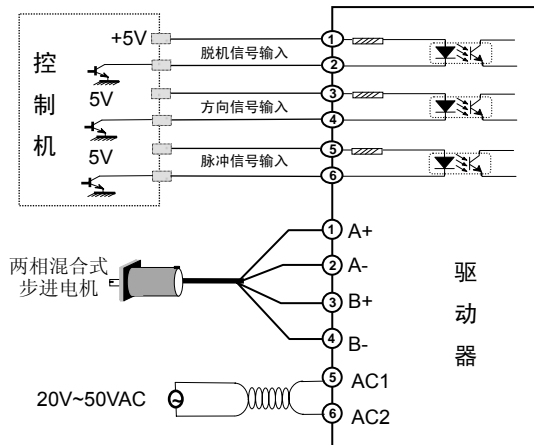 +5V
①
脱机信号输入
②
控制机
5V
③
方向信号输入
④
5V
⑤
脉冲信号输入
⑥
① A+
两相混合式
步进电机
② A-
③ B+
④ B-
驱动器
⑤ AC1
20V~50VAC
⑥ AC2